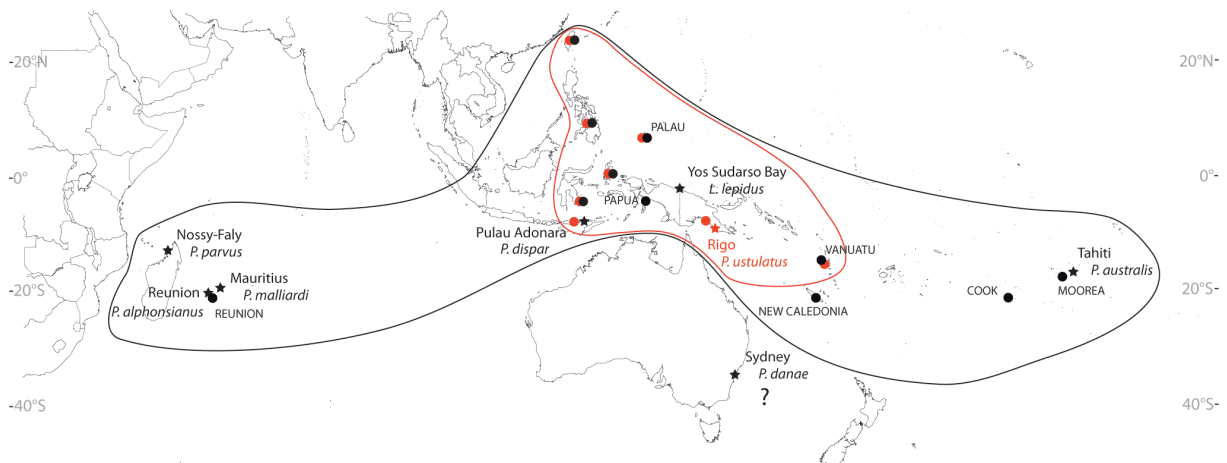 -20°N
20°N-
PALAU
Yos Sudarso Bay
L. lepidus
-0°
0°-
PAPUA
Pulau Adonara
P. dispar
Rigo
P. ustulatus
VANUATU
Nossy-Faly
P. parvus
Mauritius
P. malliardi
Reunion
P. alphonsianus
REUNION
Tahiti
P. australis
MOOREA
COOK
NEW CALEDONIA
-20°S
20°S-
Sydney
P. danae
?
-40°S
40°S-